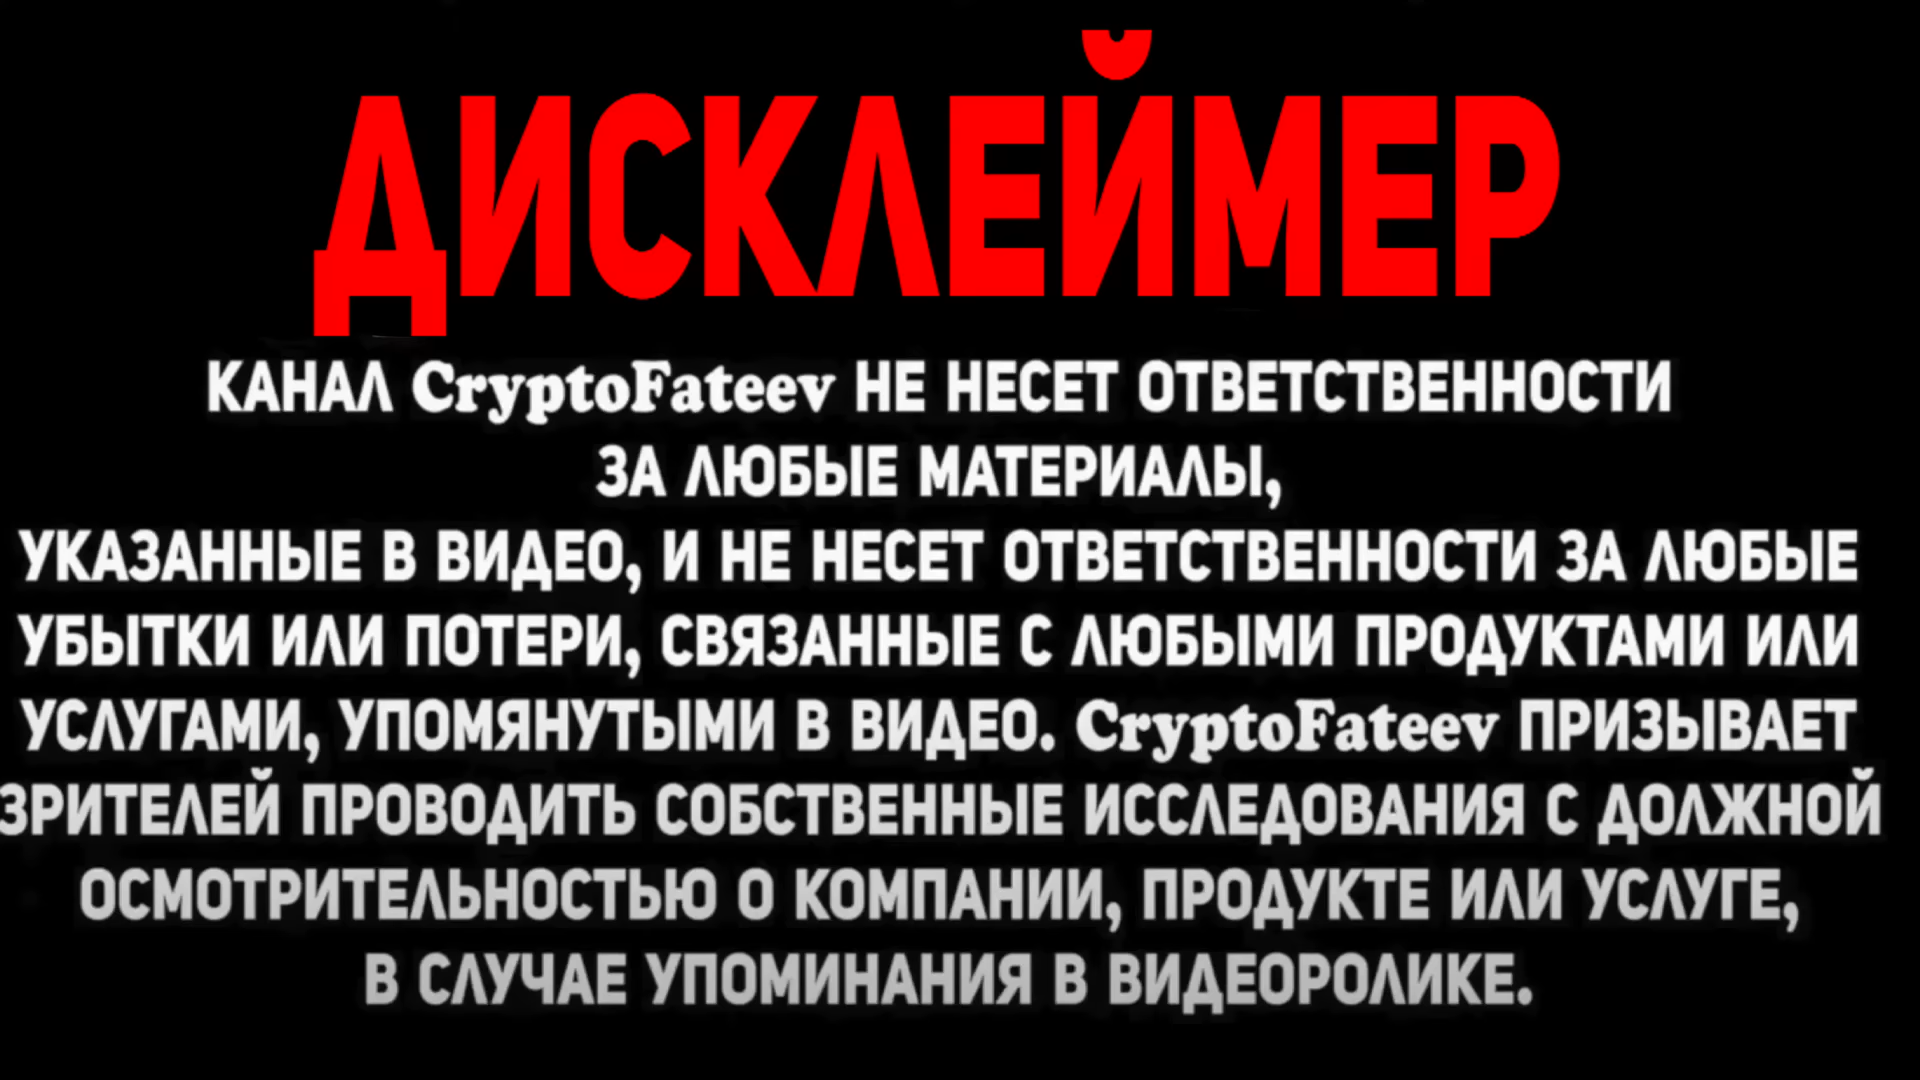 ДИСКЛЕЙМЕР
КАНАЛ CryptoFateev НЕ НЕСЕТ ОТВЕТСТВЕННОСТИ
ЗА ЛЮБЫЕ МАТЕРИАЛЫ,
УКАЗАННЫЕ В ВИДЕО, И НЕ НЕСЕТ ОТВЕТСТВЕННОСТИ ЗА ЛЮБЫЕ
УБЫТКИ ИЛИ ПОТЕРИ, СВЯЗАННЫЕ С ЛЮБЫМИ ПРОДУКТАМИ ИЛИ
УСЛУГАМИ, УПОМЯНУТЫМИ В ВИДЕО. CryptoFateev ПРИЗЫВАЕТ
ЗРИТЕЛЕЙ ПРОВОДИТЬ СОБСТВЕННЫЕ ИССЛЕДОВАНИЯ С ДОЛЖНОЙ
ОСМОТРИТЕЛЬНОСТЬЮ О КОМПАНИИ, ПРОДУКТЕ ИЛИ УСЛУГЕ,
В СЛУЧАЕ УПОМИНАНИЯ В ВИДЕОРОЛИКЕ.